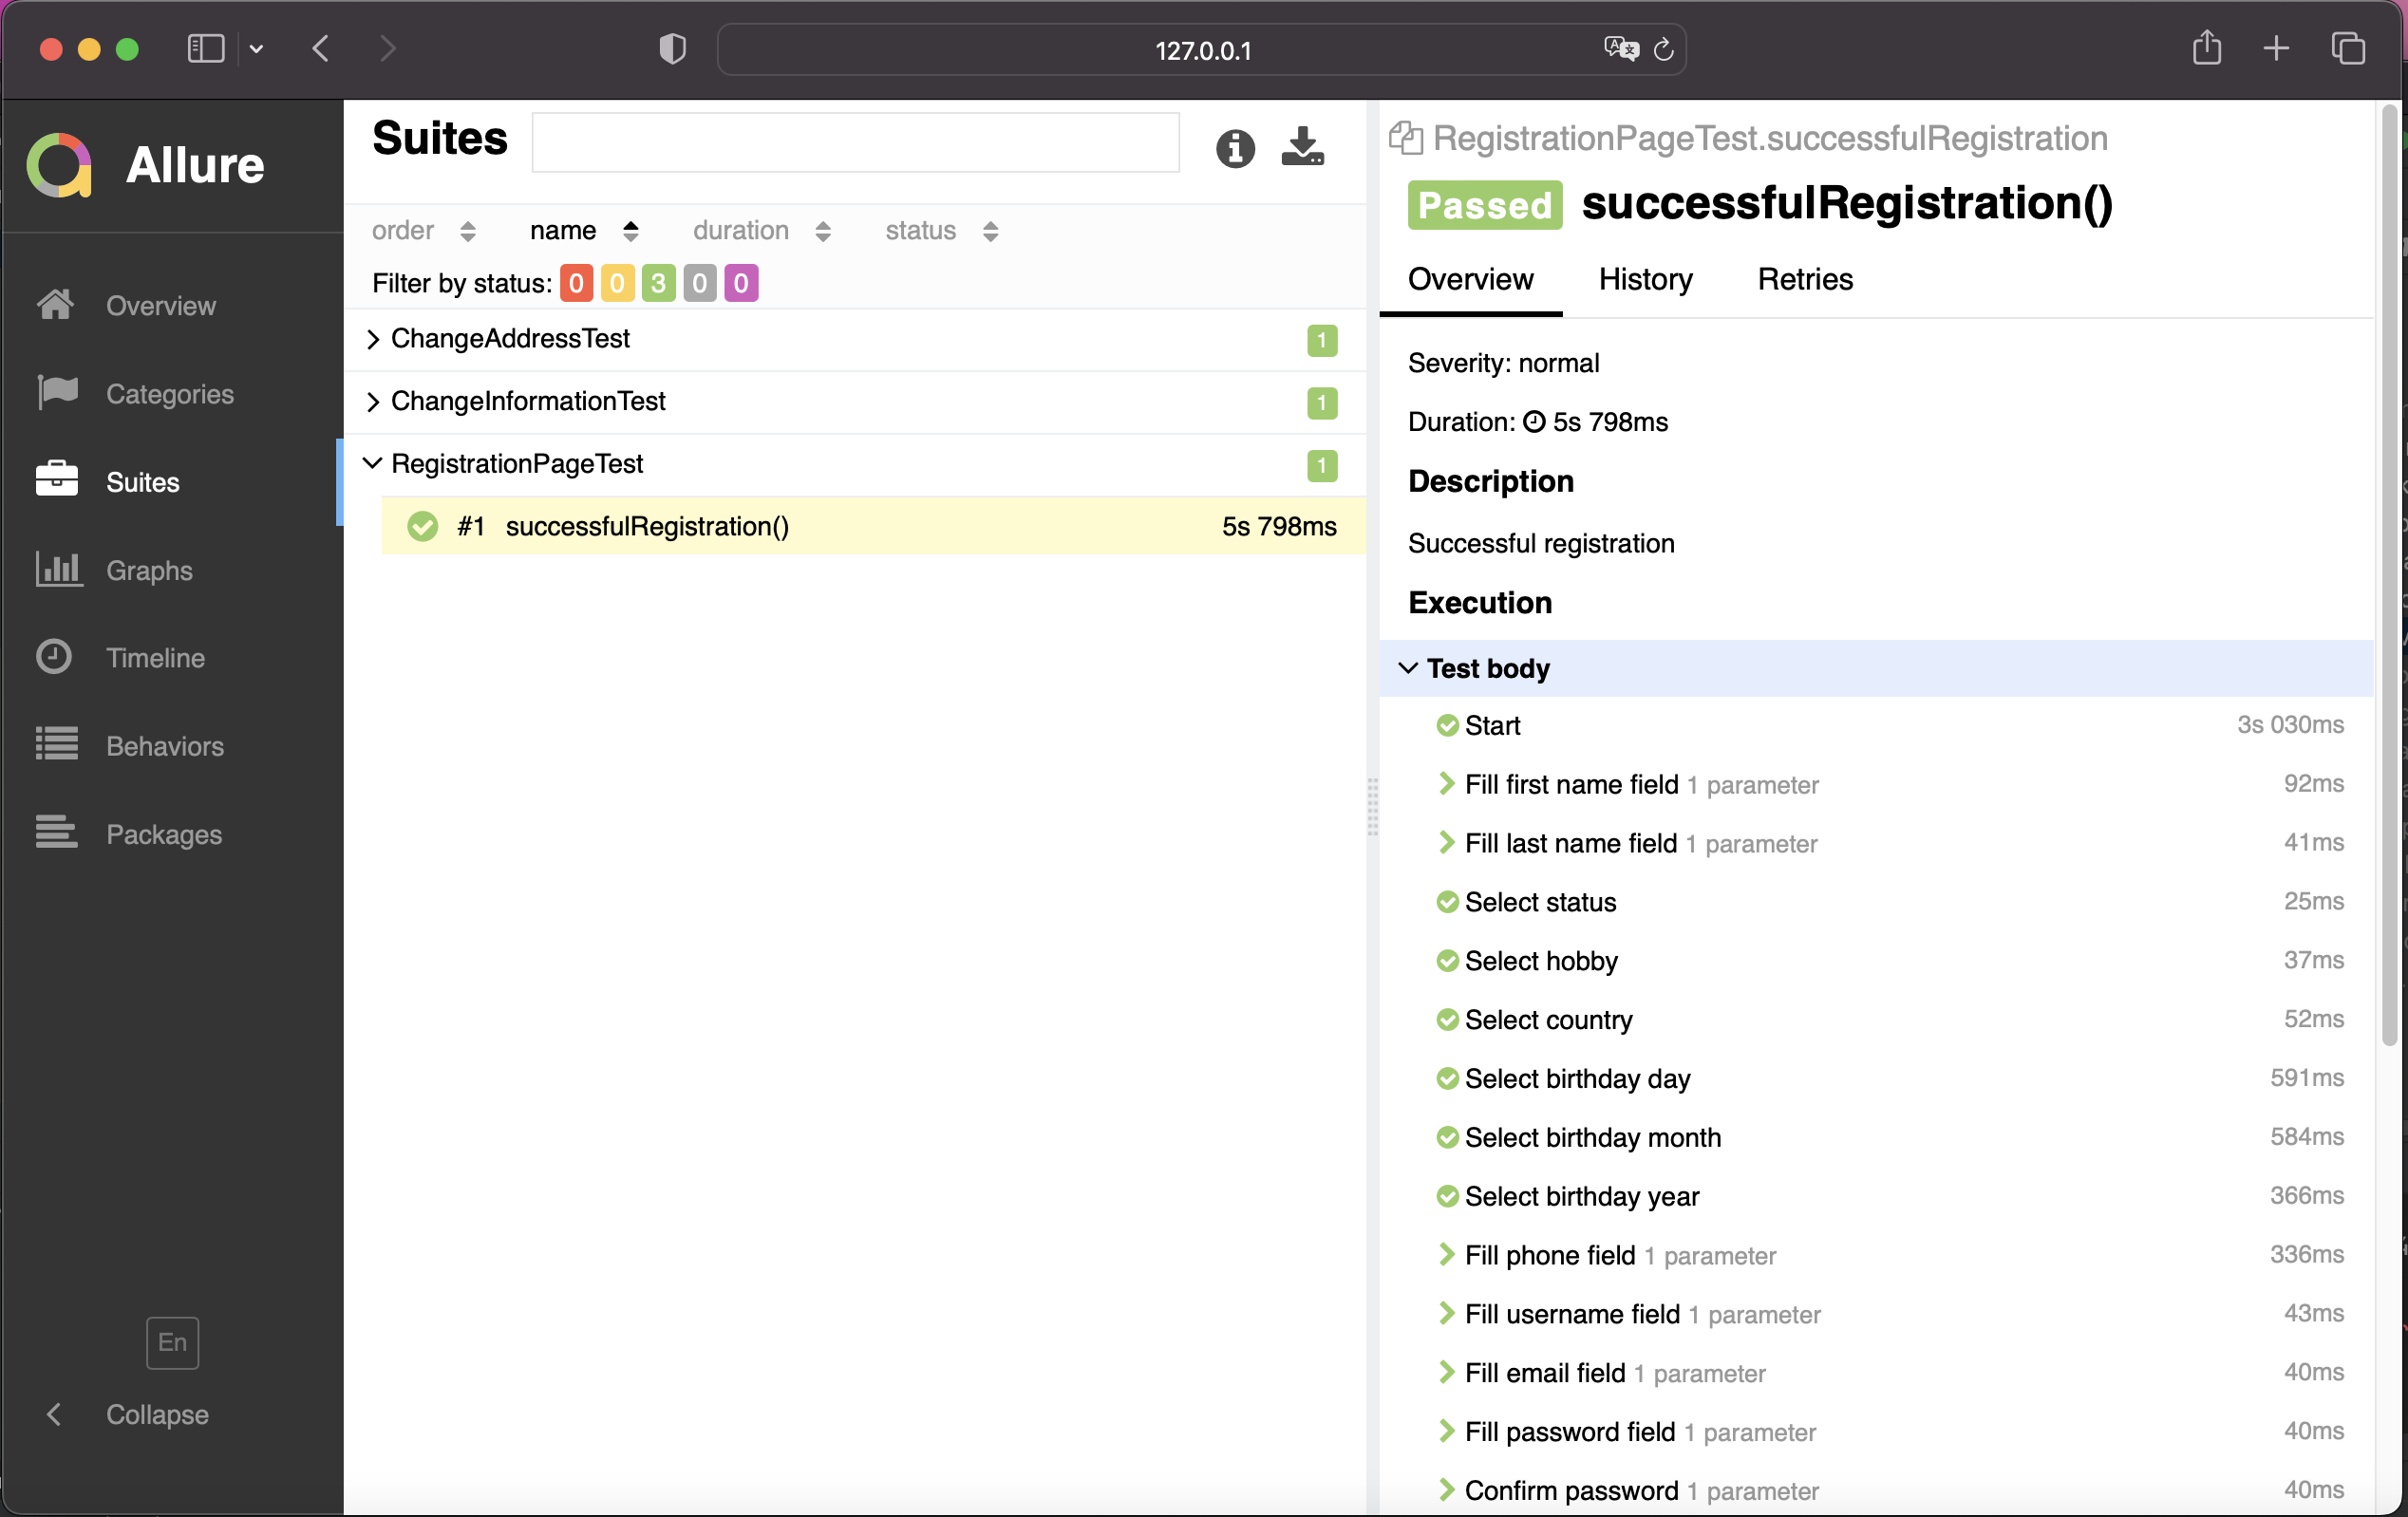 127.0.0.1
Allure
Overview
Categories
Suites
Graphs
Timeline
Behaviors
Packages
En
Collapse
Suites
order name duration status
Filter by status: 0 0 3 0 0
ChangeAddressTest 1
ChangeInformationTest 1
RegistrationPageTest 1
#1 successfulRegistration() 5s 798ms
RegistrationPageTest.successfulRegistration
Passed successfulRegistration()
Overview History Retries
Severity: normal
Duration: 5s 798ms
Description
Successful registration
Execution
Test body
Start 3s 030ms
Fill first name field 1 parameter 92ms
Fill last name field 1 parameter 41ms
Select status 25ms
Select hobby 37ms
Select country 52ms
Select birthday day 591ms
Select birthday month 584ms
Select birthday year 366ms
Fill phone field 1 parameter 336ms
Fill username field 1 parameter 43ms
Fill email field 1 parameter 40ms
Fill password field 1 parameter 40ms
Confirm password 1 parameter 40ms